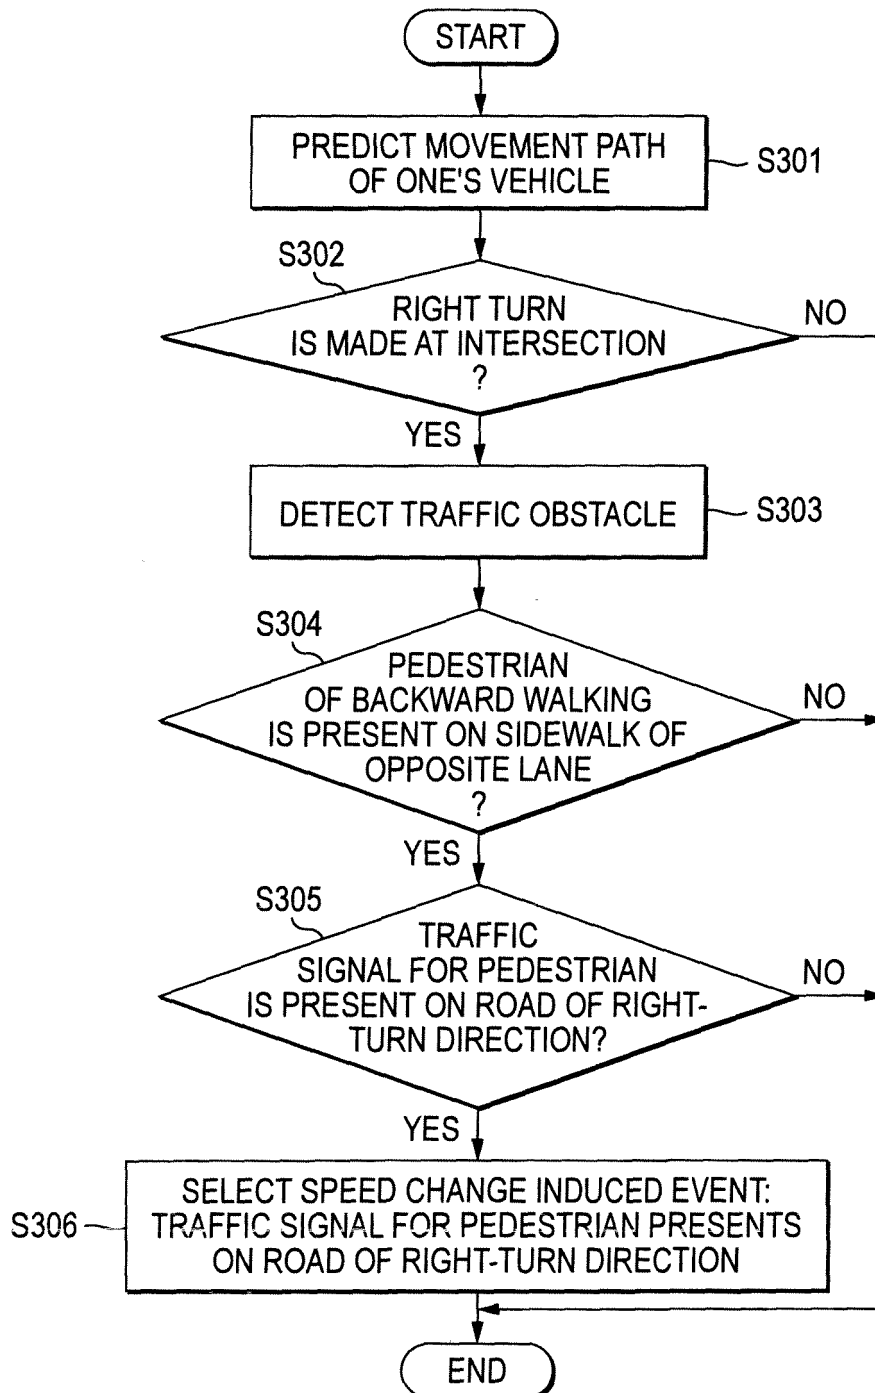 START
PREDICT MOVEMENT PATH
OF ONE'S VEHICLE
S301
S302
RIGHT TURN
IS MADE AT INTERSECTION
?
NO
YES
DETECT TRAFFIC OBSTACLE
S303
S304
PEDESTRIAN
OF BACKWARD WALKING
IS PRESENT ON SIDEWALK OF
OPPOSITE LANE
?
NO
YES
S305
TRAFFIC
SIGNAL FOR PEDESTRIAN
IS PRESENT ON ROAD OF RIGHT-
TURN DIRECTION?
NO
YES
S306
SELECT SPEED CHANGE INDUCED EVENT:
TRAFFIC SIGNAL FOR PEDESTRIAN PRESENTS
ON ROAD OF RIGHT-TURN DIRECTION
END